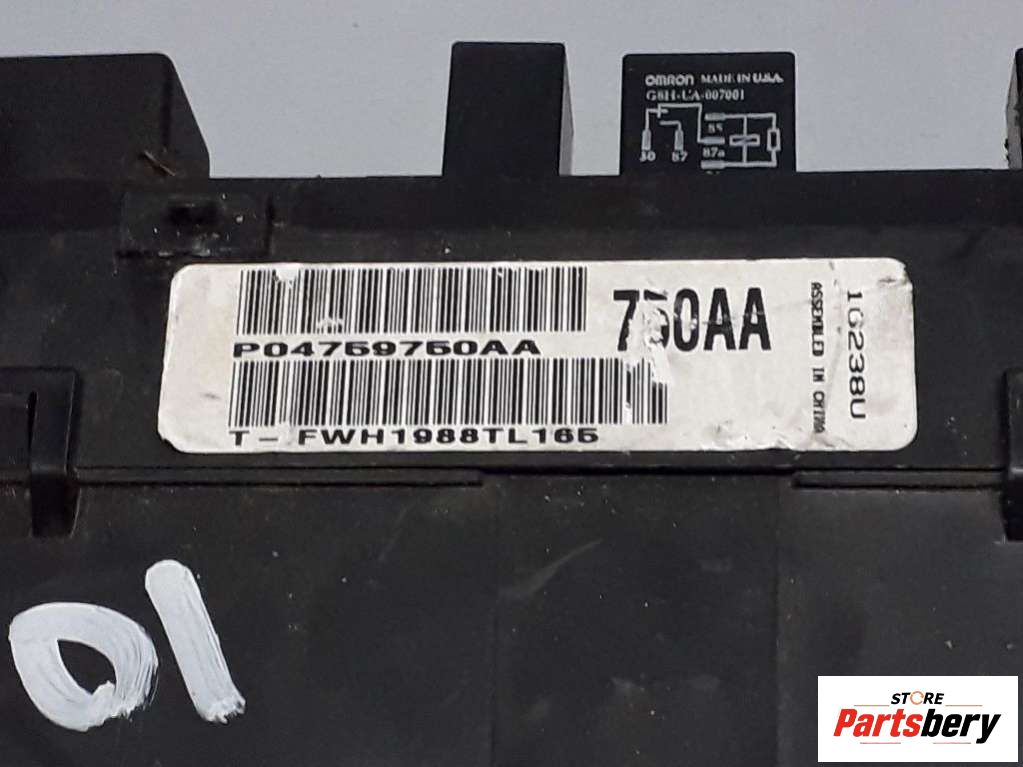 OMRON MADE IN U.S.A.
G8H-UA-007001
85
30 87 87a
P04759750AA
750AA
T- FWH1988TL165
ASSEMBLED IN CHINA
1G238U
01
STORE
Partsbery